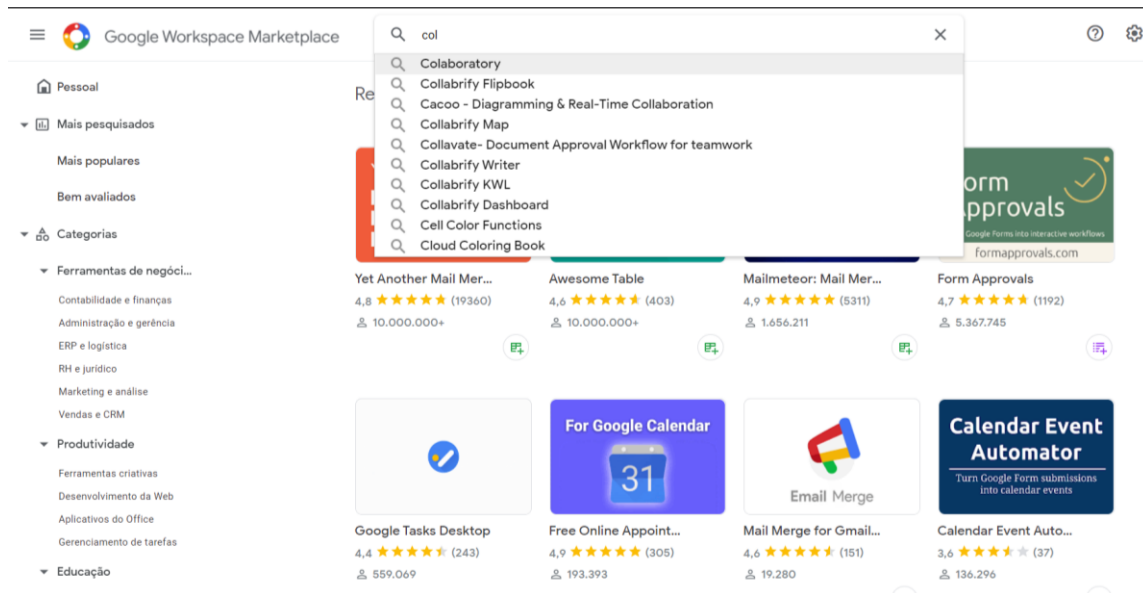 Google Workspace Marketplace
col
Pessoal
Mais pesquisados
Mais populares
Bem avaliados
Categorias
Ferramentas de negóci...
Contabilidade e finanças
Administração e gerência
ERP e logística
RH e jurídico
Marketing e análise
Vendas e CRM
Produtividade
Ferramentas criativas
Desenvolvimento da Web
Aplicativos do Office
Gerenciamento de tarefas
Educação
Re
Colaboratory
Collabrify Flipbook
Cacoo - Diagramming & Real-Time Collaboration
Collabrify Map
Collavate- Document Approval Workflow for teamwork
Collabrify Writer
Collabrify KWL
Collabrify Dashboard
Cell Color Functions
Cloud Coloring Book
orm
pprovals
Google Forms into interactive workflows
formapprovals.com
Yet Another Mail Mer...
4,8 (19360)
10.000.000+
Awesome Table
4,6 (403)
10.000.000+
Mailmeteor: Mail Mer...
4,9 (5311)
1.656.211
Form Approvals
4,7 (1192)
5.367.745
Google Tasks Desktop
4,4 (243)
559.069
For Google Calendar
31
Free Online Appoint...
4,9 (305)
193.393
Email Merge
Mail Merge for Gmail...
4,6 (151)
19.280
Calendar Event
Automator
Turn Google Form submissions
into calendar events
Calendar Event Auto...
3,6 (37)
136.296